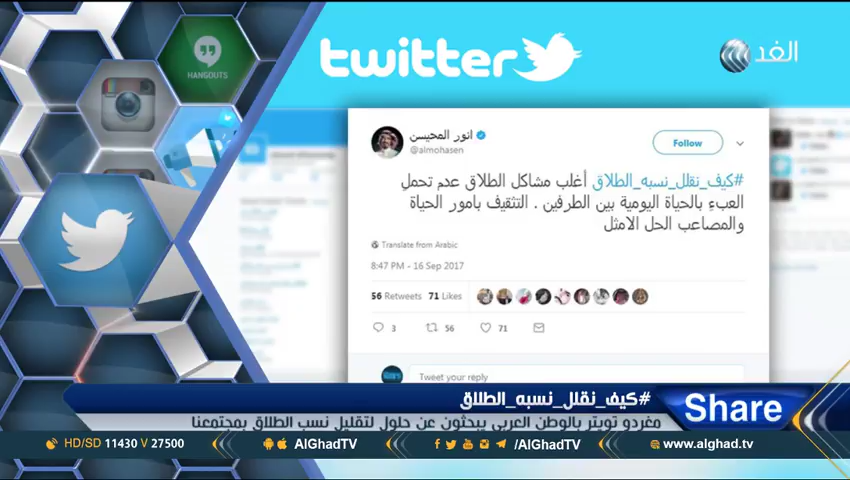 HANGOUTS
twitter
الغد
انور المحيسن
@almohasen
Follow
#كيف_نقلل_نسبه_الطلاق أغلب مشاكل الطلاق عدم تحمل
العبء بالحياة اليومية بين الطرفين . التثقيف بامور الحياة
والمصاعب الحل الامثل
Translate from Arabic
8:47 PM - 16 Sep 2017
56 Retweets 71 Likes
3 56 71
Tweet your reply
#كيف_نقلل_نسبه_الطلاق
Share
مغردو تويتر بالوطن العربي يبحثون عن حلول لتقليل نسب الطلاق بمجتمعنا
HD/SD 11430 V 27500
AlGhadTV
/AlGhadTV
www.alghad.tv